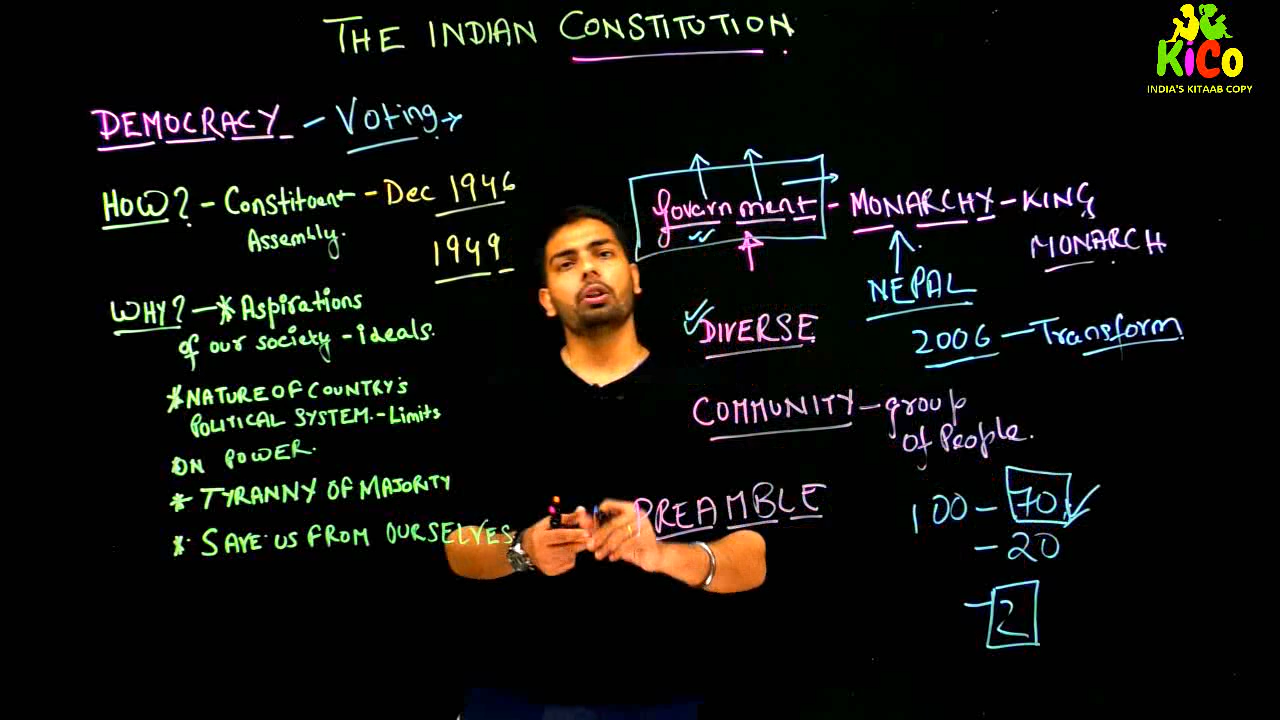 THE INDIAN CONSTITUTION
KiCo
INDIA'S KITAAB COPY
DEMOCRACY - Voting
HOW? - Constituent - Dec 1946
Assembly.
1949
WHY? - * Aspirations
of our society - ideals.
* NATURE OF COUNTRY'S
POLITICAL SYSTEM. - Limits
ON POWER.
* TYRANNY OF MAJORITY
* SAVE US FROM OURSELVES
Government - MONARCHY - KING
MONARCH
NEPAL
DIVERSE
2006 - Transform
COMMUNITY - group
of People.
PREAMBLE
100 - 70
- 20
- 2